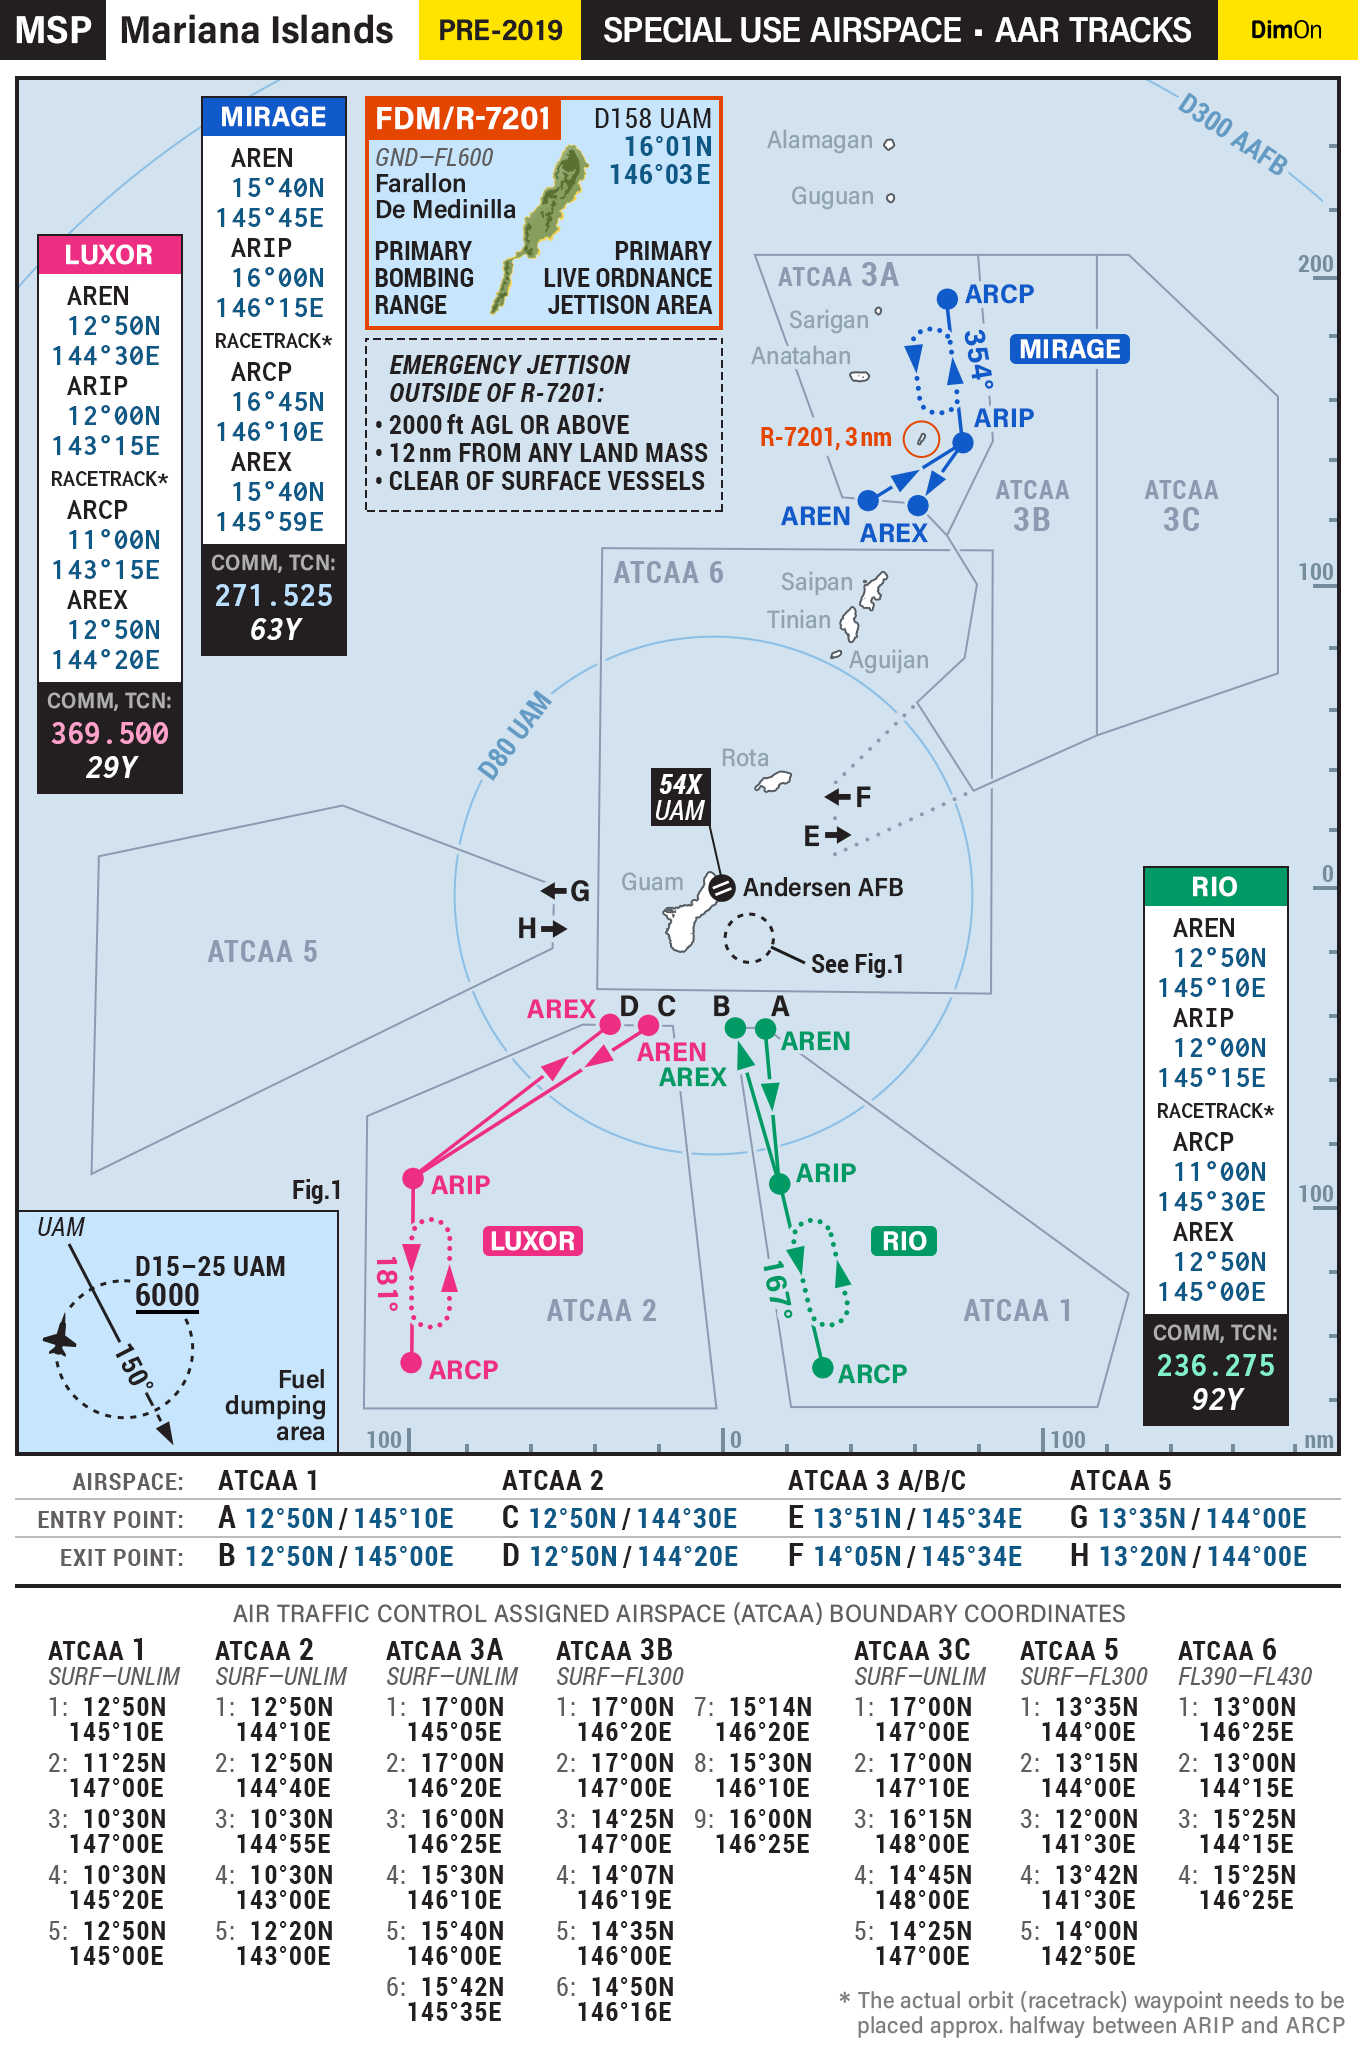 MSP Mariana Islands PRE-2019 SPECIAL USE AIRSPACE · AAR TRACKS DimOn
LUXOR
AREN
12°50N
144°30E
ARIP
12°00N
143°15E
RACETRACK*
ARCP
11°00N
143°15E
AREX
12°50N
144°20E
COMM, TCN:
369.500
29Y
MIRAGE
AREN
15°40N
145°45E
ARIP
16°00N
146°15E
RACETRACK*
ARCP
16°45N
146°10E
AREX
15°40N
145°59E
COMM, TCN:
271.525
63Y
FDM/R-7201
D158 UAM
16°01N
146°03E
GND–FL600
Farallon
De Medinilla
PRIMARY
BOMBING
RANGE
PRIMARY
LIVE ORDNANCE
JETTISON AREA
EMERGENCY JETTISON
OUTSIDE OF R-7201:
• 2000 ft AGL OR ABOVE
• 12 nm FROM ANY LAND MASS
• CLEAR OF SURFACE VESSELS
D300 AAFB
Alamagan
Guguan
ATCAA 3A
ARCP
Sarigan
354°
MIRAGE
Anatahan
ARIP
R-7201, 3 nm
AREN
AREX
ATCAA
3B
ATCAA
3C
200
100
0
100
ATCAA 6
Saipan
Tinian
Aguijan
D80 UAM
Rota
54X
UAM
F
E
G
H
Guam
Andersen AFB
See Fig.1
ATCAA 5
AREX
D
C
B
A
AREN
AREN
AREX
ARIP
ARIP
LUXOR
RIO
181°
167°
ATCAA 2
ATCAA 1
ARCP
ARCP
100
0
100
nm
Fig.1
UAM
D15–25 UAM
6000
150°
Fuel
dumping
area
RIO
AREN
12°50N
145°10E
ARIP
12°00N
145°15E
RACETRACK*
ARCP
11°00N
145°30E
AREX
12°50N
145°00E
COMM, TCN:
236.275
92Y
AIRSPACE: ATCAA 1 ATCAA 2 ATCAA 3 A/B/C ATCAA 5
ENTRY POINT: A 12°50N / 145°10E C 12°50N / 144°30E E 13°51N / 145°34E G 13°35N / 144°00E
EXIT POINT: B 12°50N / 145°00E D 12°50N / 144°20E F 14°05N / 145°34E H 13°20N / 144°00E
AIR TRAFFIC CONTROL ASSIGNED AIRSPACE (ATCAA) BOUNDARY COORDINATES
ATCAA 1
SURF–UNLIM
1: 12°50N
145°10E
2: 11°25N
147°00E
3: 10°30N
147°00E
4: 10°30N
145°20E
5: 12°50N
145°00E
ATCAA 2
SURF–UNLIM
1: 12°50N
144°10E
2: 12°50N
144°40E
3: 10°30N
144°55E
4: 10°30N
143°00E
5: 12°20N
143°00E
ATCAA 3A
SURF–UNLIM
1: 17°00N
145°05E
2: 17°00N
146°20E
3: 16°00N
146°25E
4: 15°30N
146°10E
5: 15°40N
146°00E
6: 15°42N
145°35E
ATCAA 3B
SURF–FL300
1: 17°00N
146°20E
2: 17°00N
147°00E
3: 14°25N
147°00E
4: 14°07N
146°19E
5: 14°35N
146°00E
6: 14°50N
146°16E
7: 15°14N
146°20E
8: 15°30N
146°10E
9: 16°00N
146°25E
ATCAA 3C
SURF–UNLIM
1: 17°00N
147°00E
2: 17°00N
147°10E
3: 16°15N
148°00E
4: 14°45N
148°00E
5: 14°25N
147°00E
ATCAA 5
SURF–FL300
1: 13°35N
144°00E
2: 13°15N
144°00E
3: 12°00N
141°30E
4: 13°42N
141°30E
5: 14°00N
142°50E
ATCAA 6
FL390–FL430
1: 13°00N
146°25E
2: 13°00N
144°15E
3: 15°25N
144°15E
4: 15°25N
146°25E
* The actual orbit (racetrack) waypoint needs to be
placed approx. halfway between ARIP and ARCP